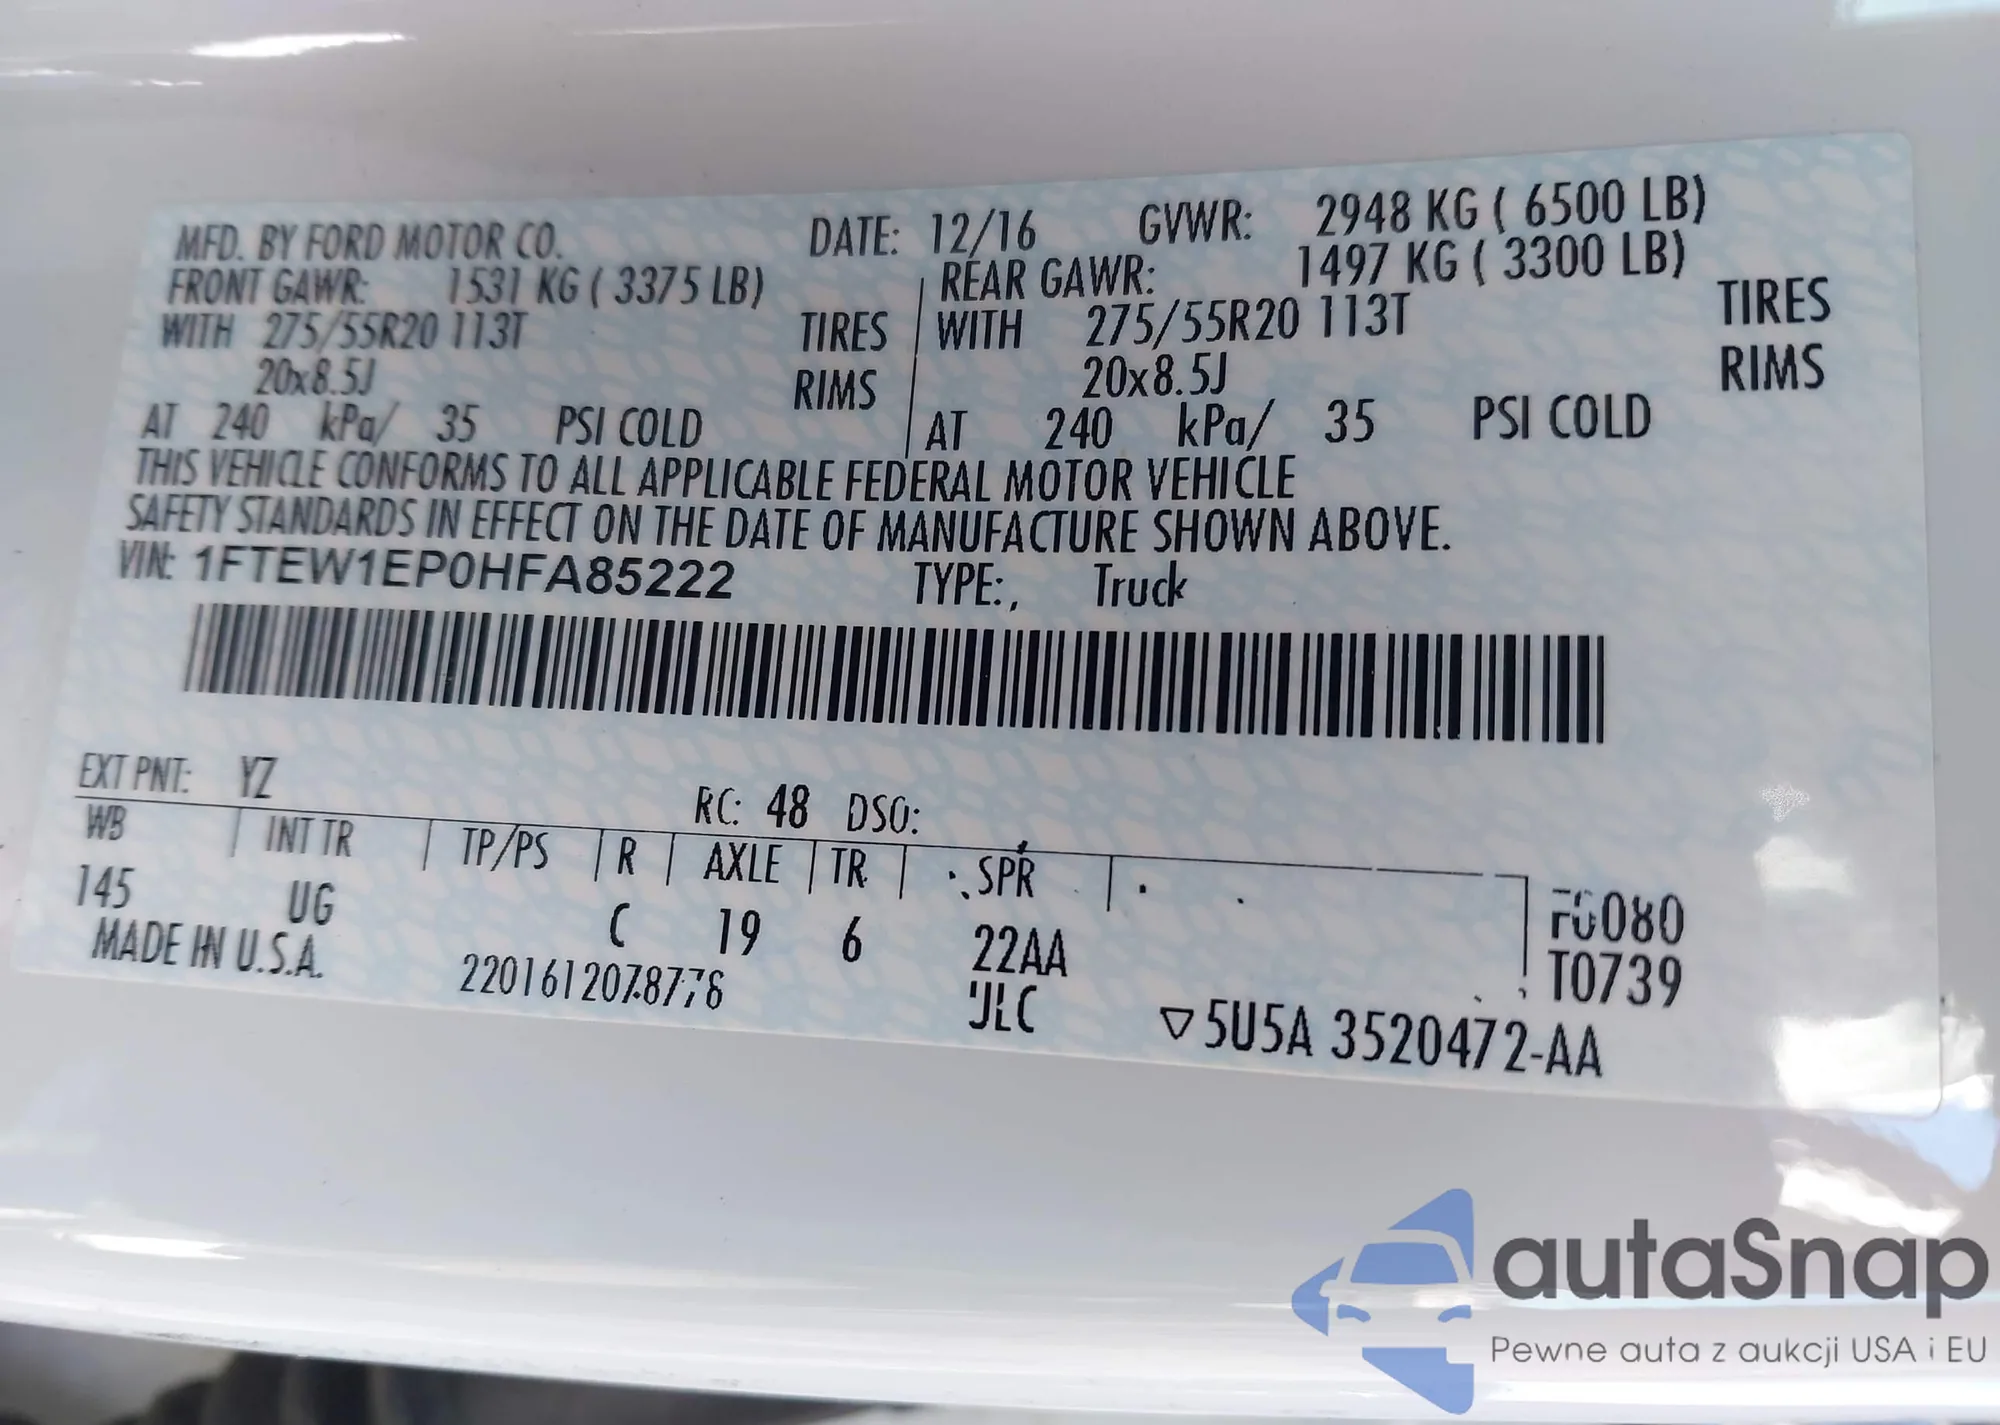 MFD. BY FORD MOTOR CO. DATE: 12/16 GVWR: 2948 KG ( 6500 LB)
FRONT GAWR: 1531 KG ( 3375 LB) REAR GAWR: 1497 KG ( 3300 LB)
WITH 275/55R20 113T TIRES WITH 275/55R20 113T TIRES
20x8.5J RIMS 20x8.5J RIMS
AT 240 kPa/ 35 PSI COLD AT 240 kPa/ 35 PSI COLD
THIS VEHICLE CONFORMS TO ALL APPLICABLE FEDERAL MOTOR VEHICLE
SAFETY STANDARDS IN EFFECT ON THE DATE OF MANUFACTURE SHOWN ABOVE.
VIN: 1FTEW1EP0HFA85222 TYPE:, Truck
EXT PNT: YZ RC: 48 DSO:
WB INT TR TP/PS R AXLE TR SPR
145 UG C 19 6 22AA
F0080
T0739
MADE IN U.S.A. ULC
▽5U5A 3520472-AA
autaSnap
Pewne auta z aukcji USA i EU